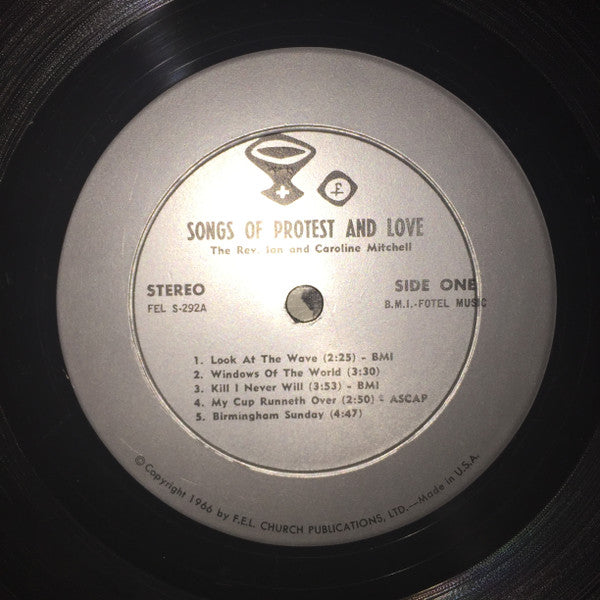 £
SONGS OF PROTEST AND LOVE
The Rev. Ian and Caroline Mitchell
STEREO
SIDE ONE
FEL S-292A
B.M.I.-FOTEL MUSIC
1. Look At The Wave (2:25) - BMI
2. Windows Of The World (3:30)
3. Kill I Never Will (3:53) - BMI
4. My Cup Runneth Over (2:50) - ASCAP
5. Birmingham Sunday (4:47)
© Copyright 1966 by F.E.L. CHURCH PUBLICATIONS, LTD.—Made in U.S.A.